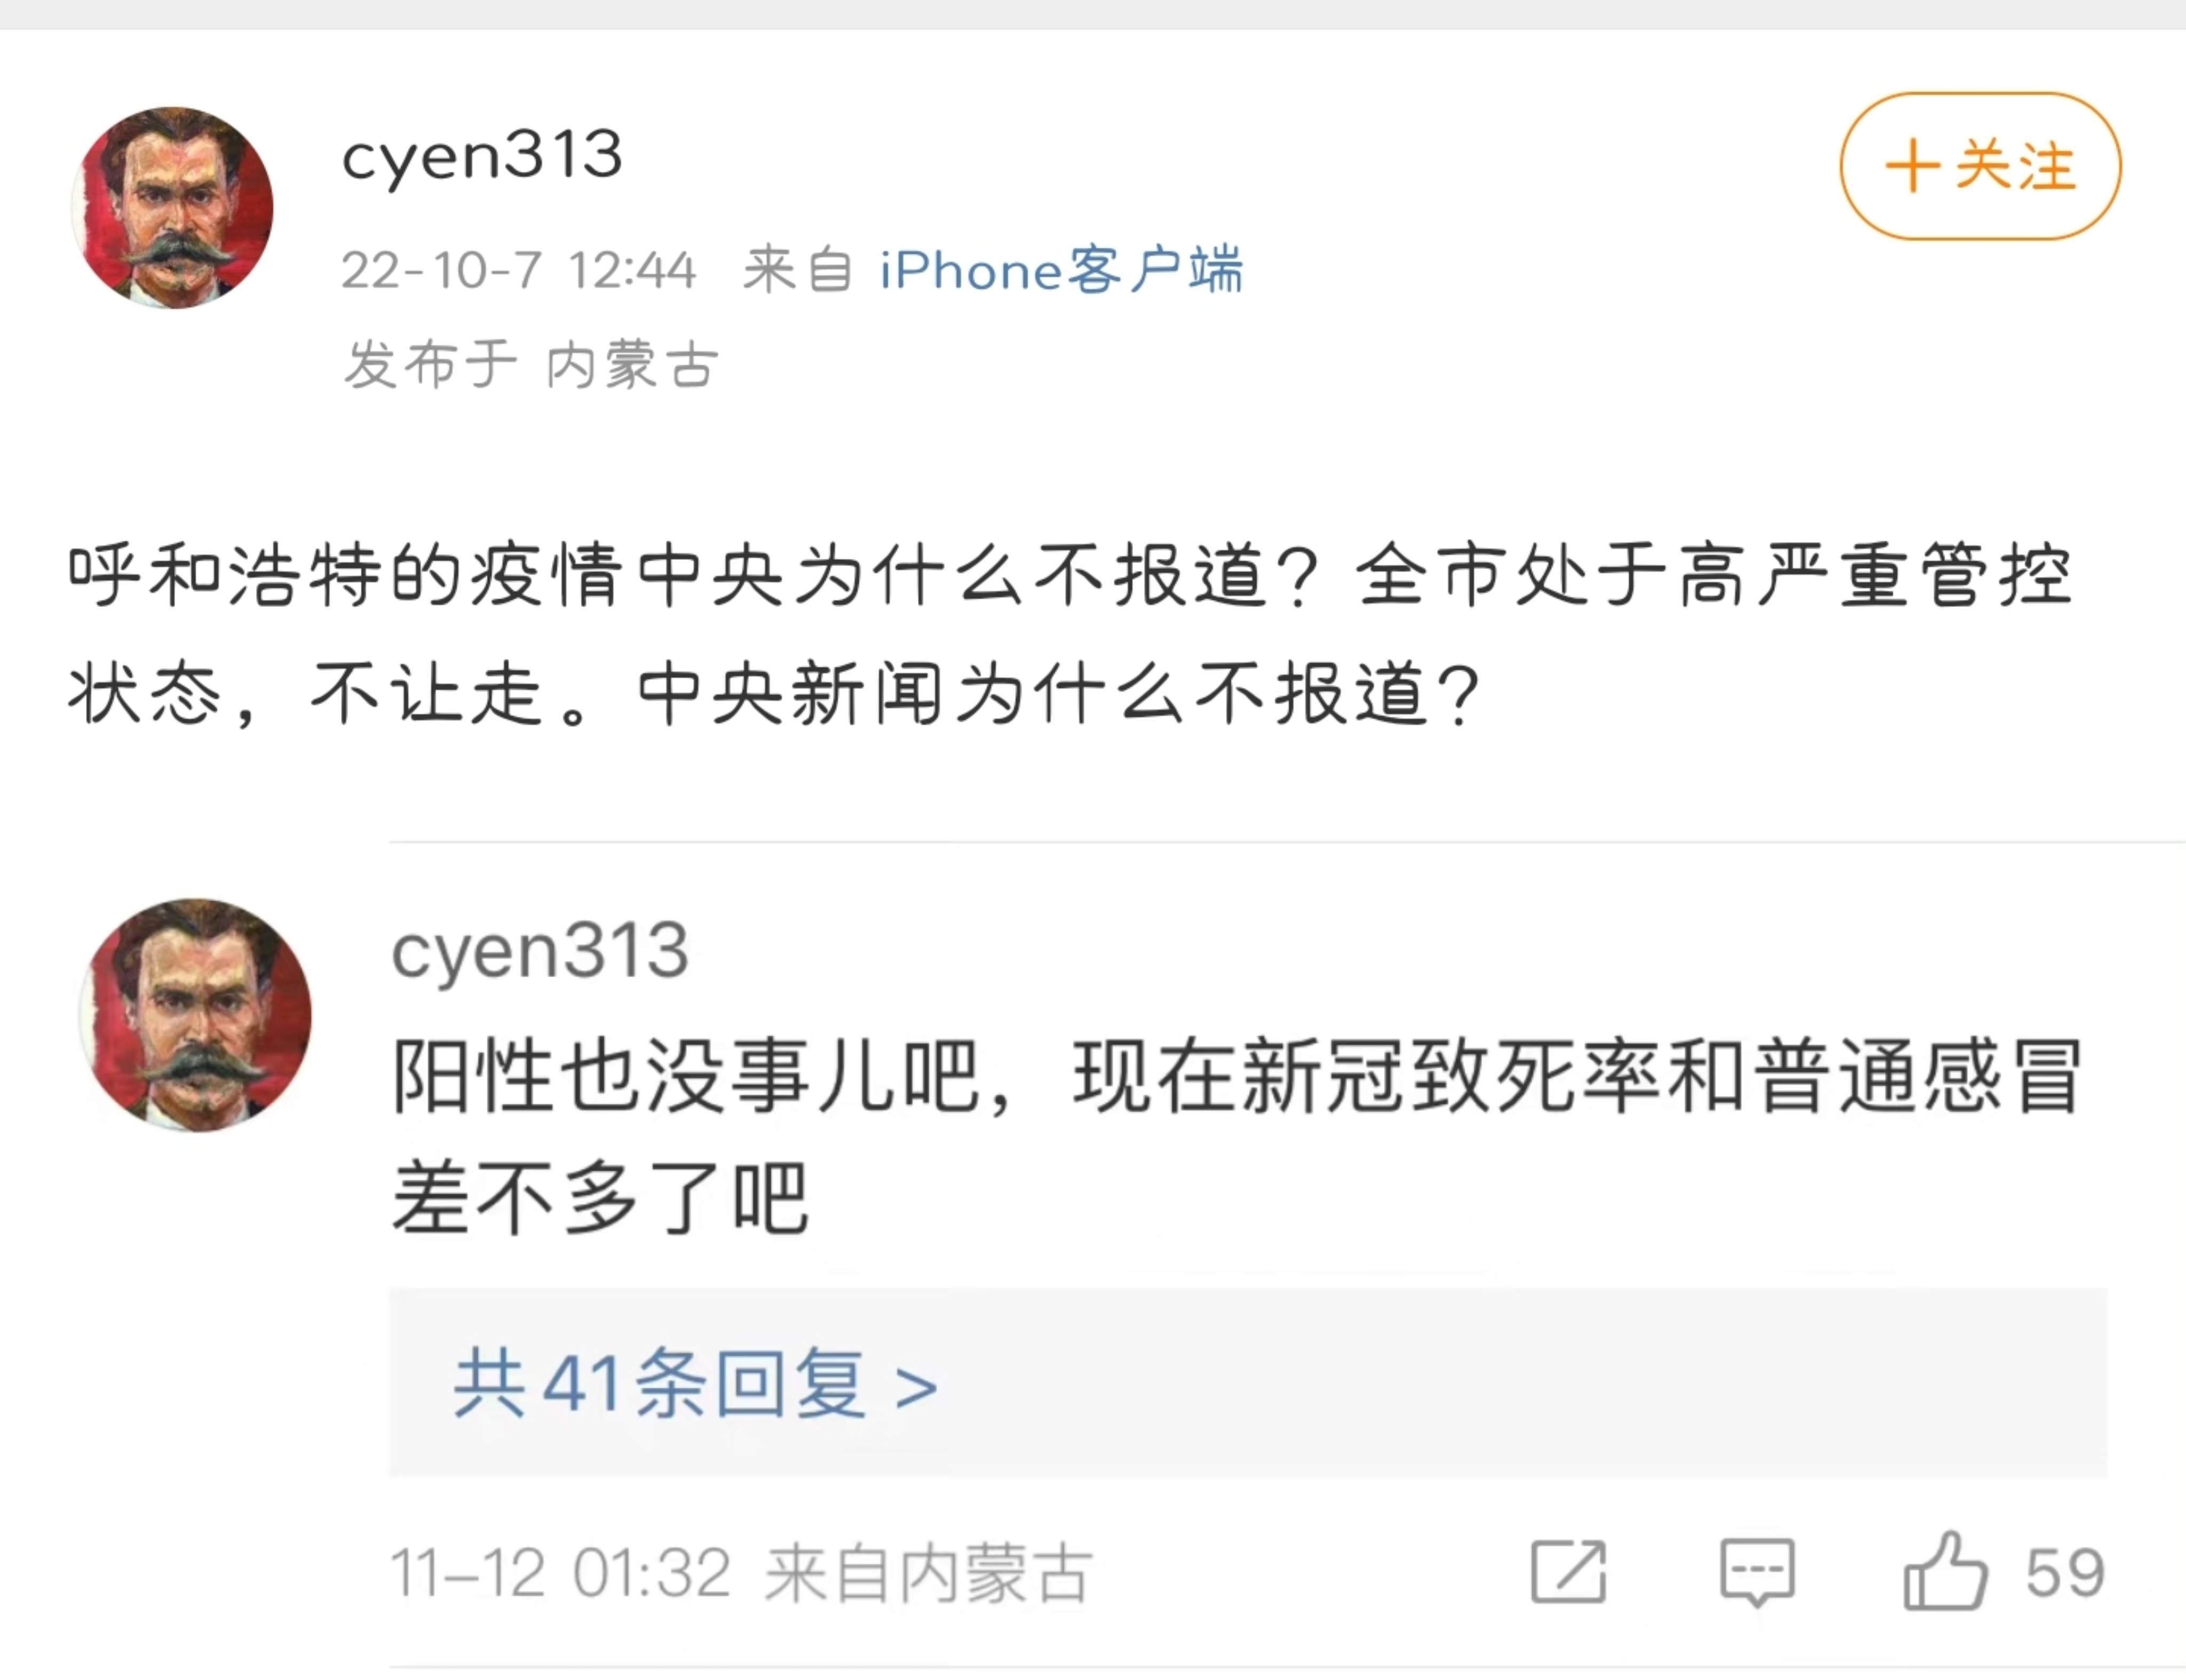 cyen313
+关注
22-10-7 12:44 来自 iPhone客户端
发布于 内蒙古
呼和浩特的疫情中央为什么不报道？全市处于高严重管控
状态，不让走。中央新闻为什么不报道？
cyen313
阳性也没事儿吧，现在新冠致死率和普通感冒
差不多了吧
共41条回复 >
11-12 01:32 来自内蒙古
59